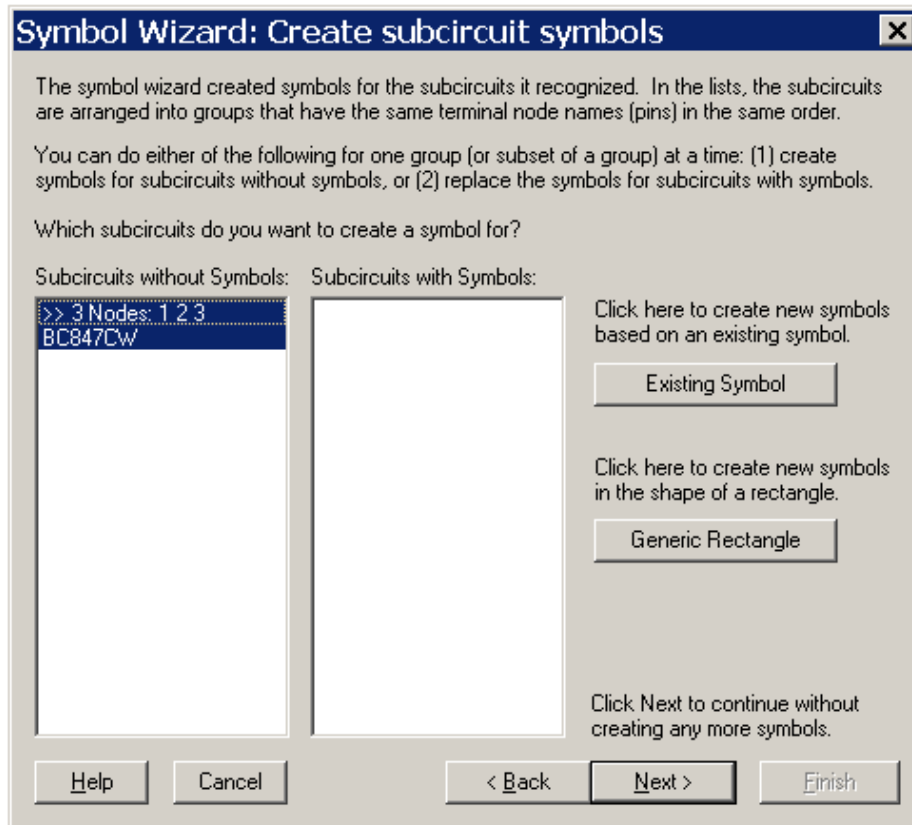 Symbol Wizard: Create subcircuit symbols
The symbol wizard created symbols for the subcircuits it recognized. In the lists, the subcircuits
are arranged into groups that have the same terminal node names (pins) in the same order.
You can do either of the following for one group (or subset of a group) at a time: (1) create
symbols for subcircuits without symbols, or (2) replace the symbols for subcircuits with symbols.
Which subcircuits do you want to create a symbol for?
Subcircuits without Symbols:
>> 3 Nodes: 1 2 3
BC847CW
Subcircuits with Symbols:
Click here to create new symbols
based on an existing symbol.
Existing Symbol
Click here to create new symbols
in the shape of a rectangle.
Generic Rectangle
Click Next to continue without
creating any more symbols.
Help
Cancel
< Back
Next >
Finish